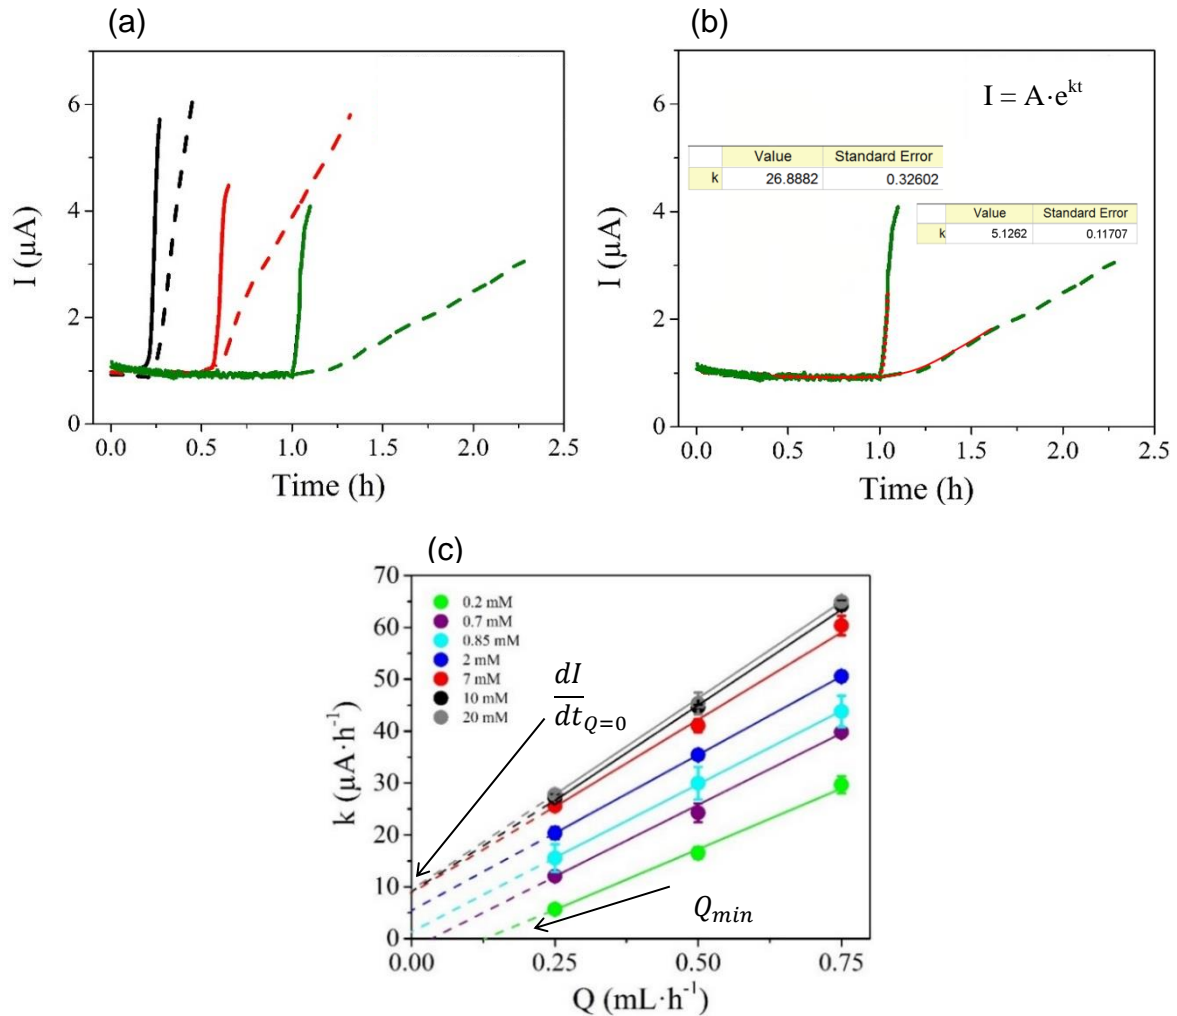 (a)
6
4
2
0
I (μA)
0.0 0.5 1.0 1.5 2.0 2.5
Time (h)
(b)
I = A·e^{kt}
Value Standard Error
k 26.8882 0.32602
Value Standard Error
k 5.1262 0.11707
6
4
2
0
I (μA)
0.0 0.5 1.0 1.5 2.0 2.5
Time (h)
(c)
70
60
50
40
30
20
10
0
k (μA·h⁻¹)
0.2 mM
0.7 mM
0.85 mM
2 mM
7 mM
10 mM
20 mM
dI
dt_{Q=0}
Q_{min}
0.00 0.25 0.50 0.75
Q (mL·h⁻¹)